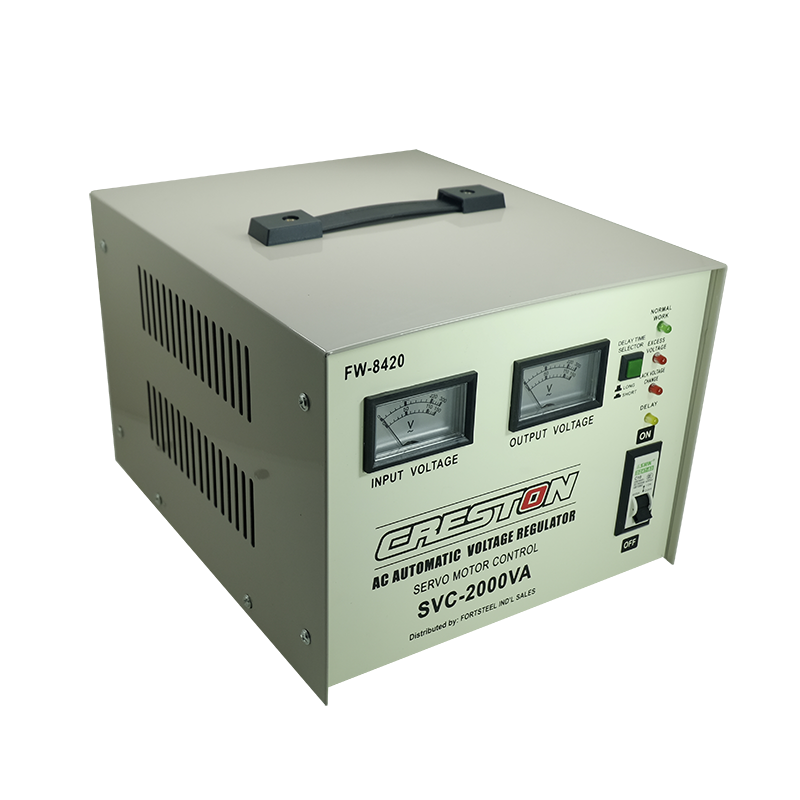 FW-8420
INPUT VOLTAGE
V
OUTPUT VOLTAGE
V
NORMAL
WORK
DELAY TIME
SELECTOR
EXCESS
VOLTAGE
LONG
SHORT
CHANGE
DELAY
ON
OFF
CRESTON
AC AUTOMATIC VOLTAGE REGULATOR
SERVO MOTOR CONTROL
SVC-2000VA
Distributed by: FORTSTEEL IND'L SALES